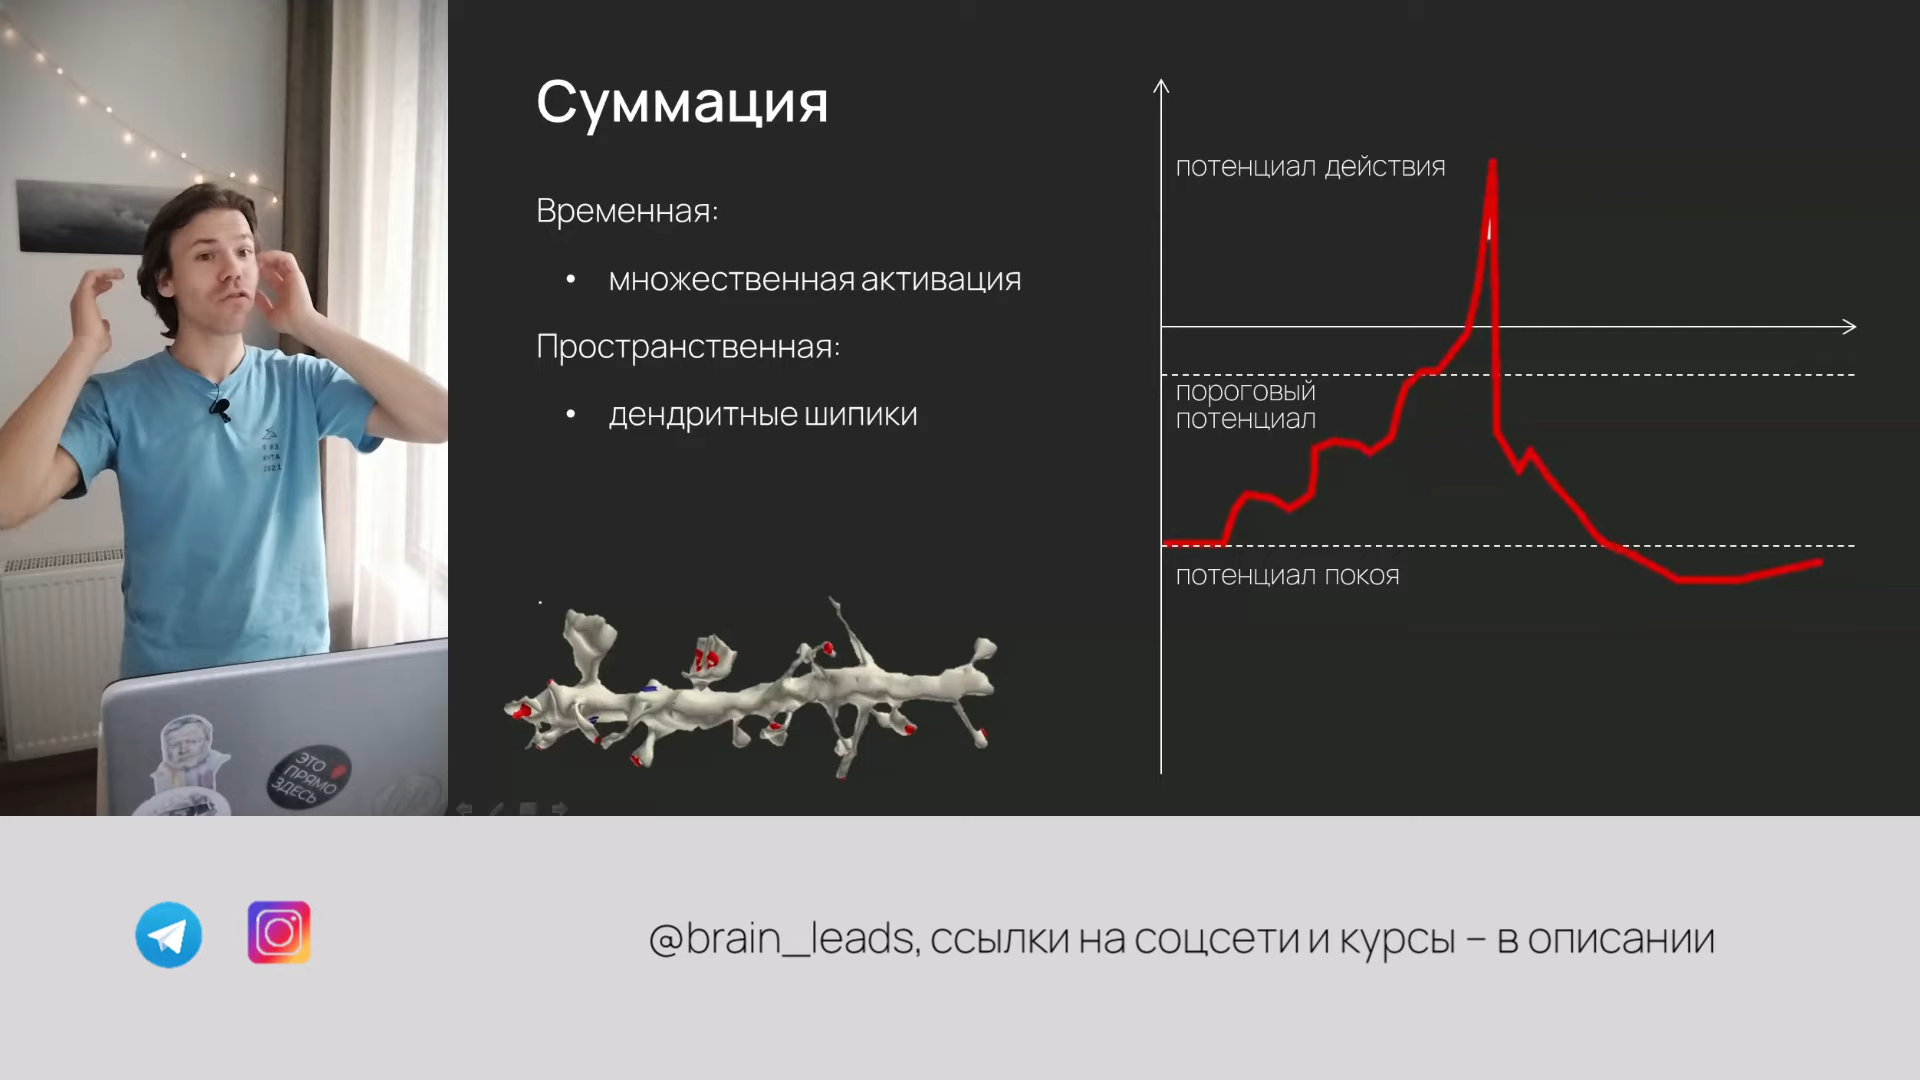 Суммация
Временная:
• множественная активация
Пространственная:
• дендритные шипики
потенциал действия
пороговый
потенциал
потенциал покоя
ЭТО
ПРЯМО
ЗДЕСЬ
@brain_leads, ссылки на соцсети и курсы – в описании